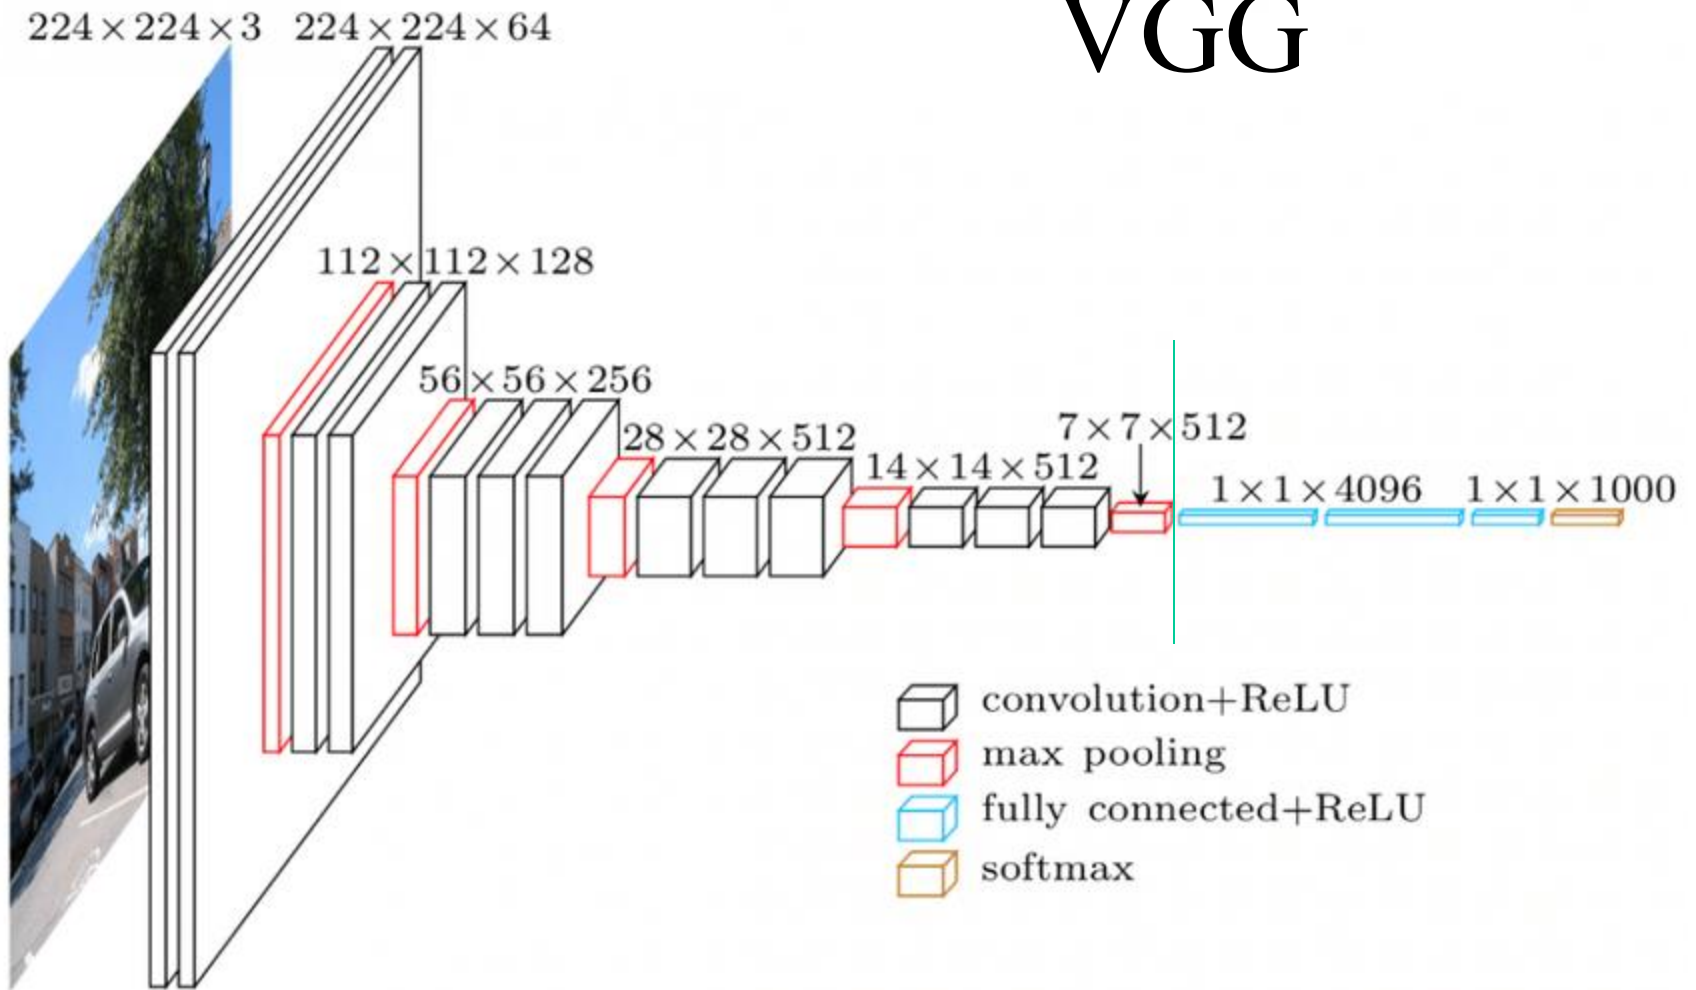 VGG
224×224×3
224×224×64
112×112×128
56×56×256
28×28×512
14×14×512
7×7×512
1×1×4096
1×1×1000
convolution+ReLU
max pooling
fully connected+ReLU
softmax